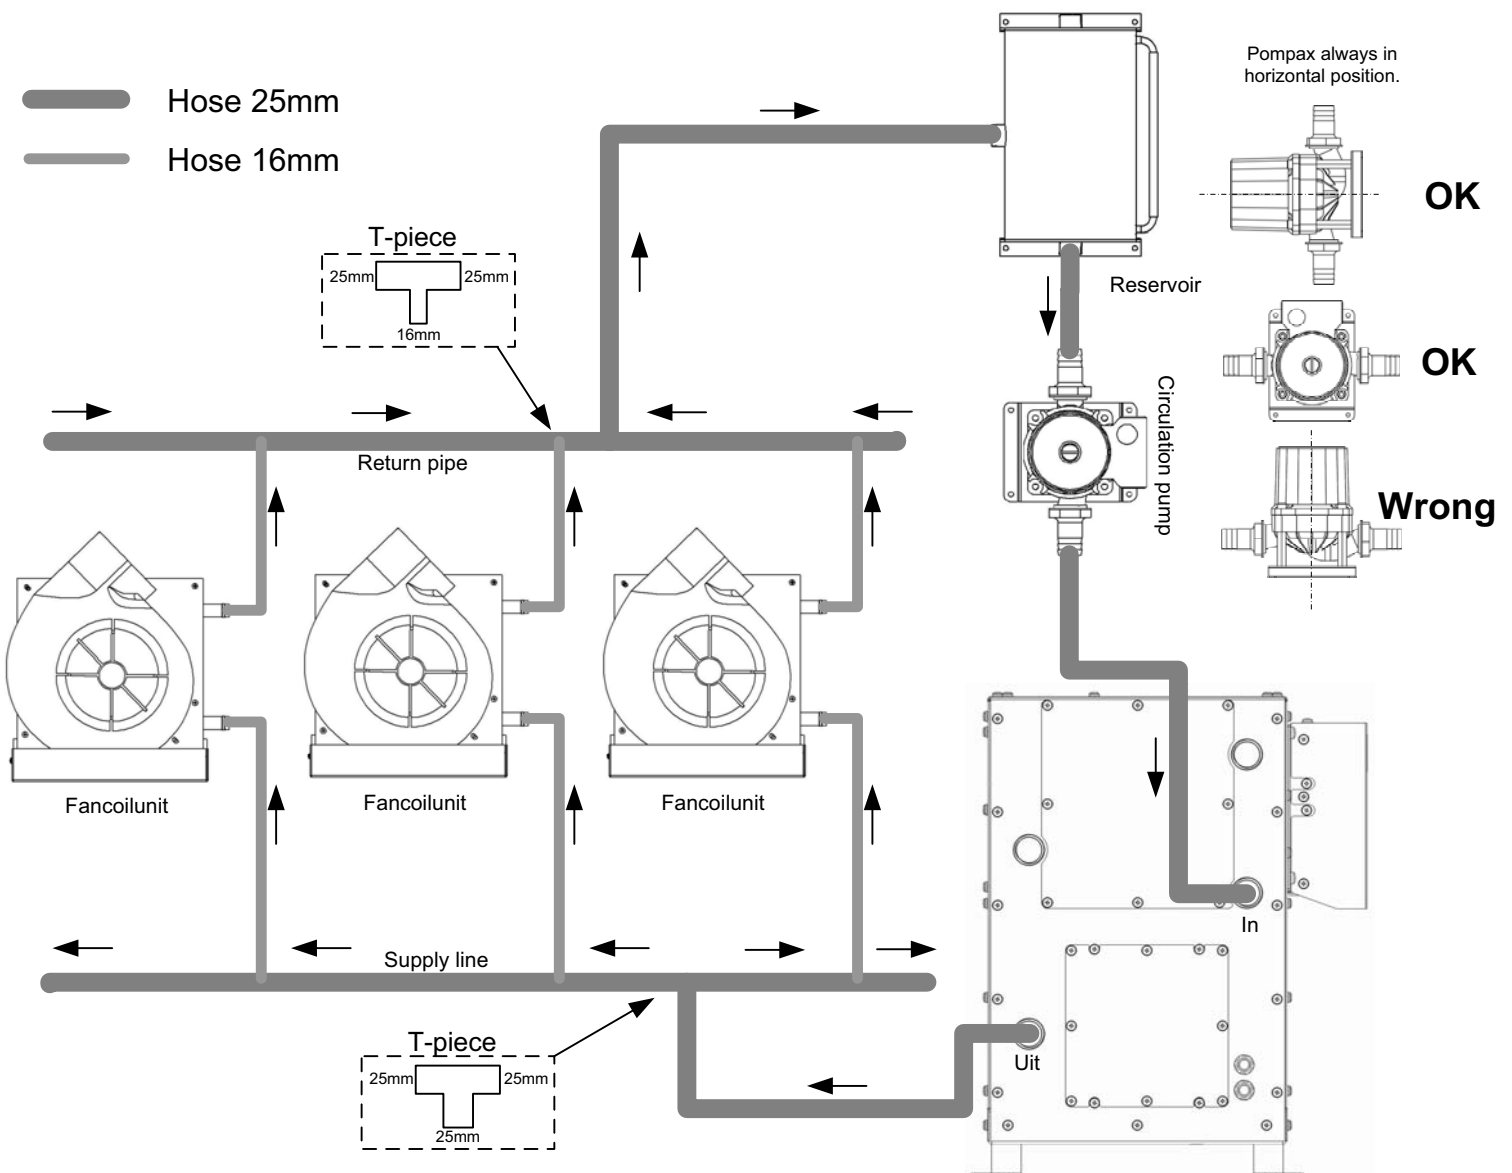 Hose 25mm
Hose 16mm
Pompax always in
horizontal position.
OK
T-piece
25mm
25mm
16mm
Reservoir
OK
Circulation pump
Return pipe
Wrong
Fancoilunit
Fancoilunit
Fancoilunit
In
Supply line
T-piece
25mm
25mm
25mm
Uit